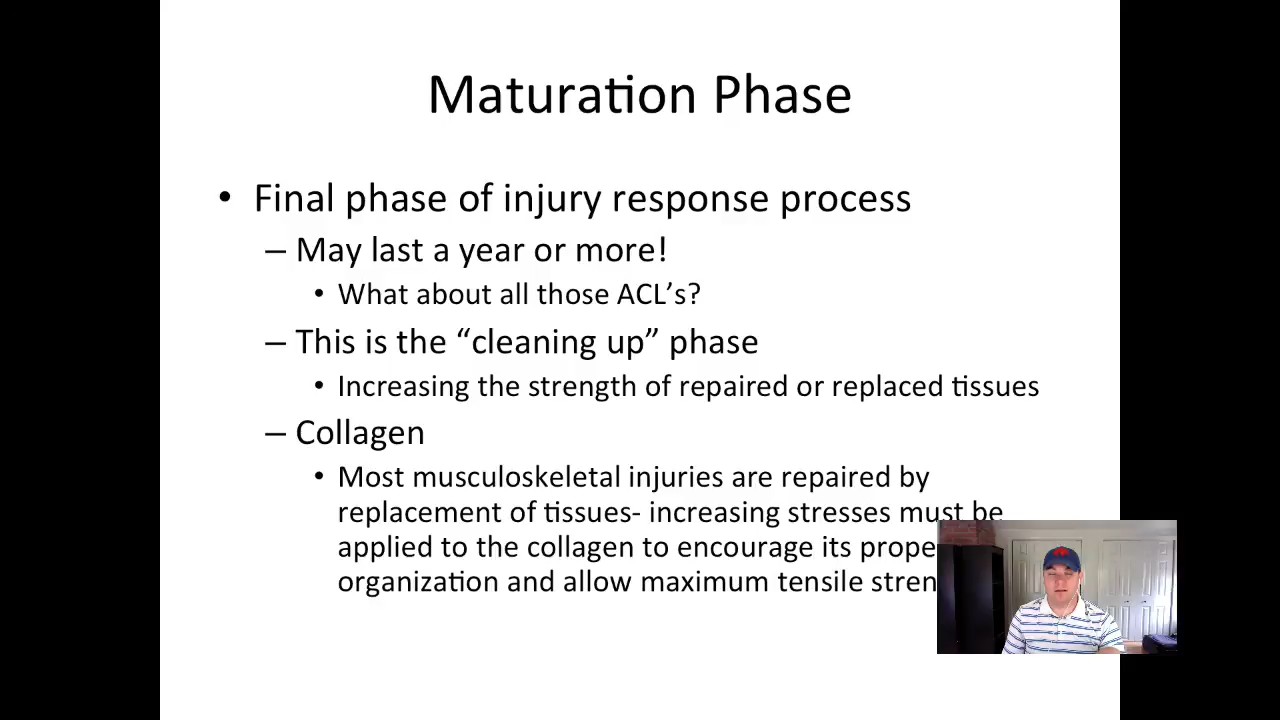 Maturation Phase
• Final phase of injury response process
– May last a year or more!
• What about all those ACL’s?
– This is the “cleaning up” phase
• Increasing the strength of repaired or replaced tissues
– Collagen
• Most musculoskeletal injuries are repaired by
replacement of tissues- increasing stresses must be
applied to the collagen to encourage its
organization and allow maximum tensile